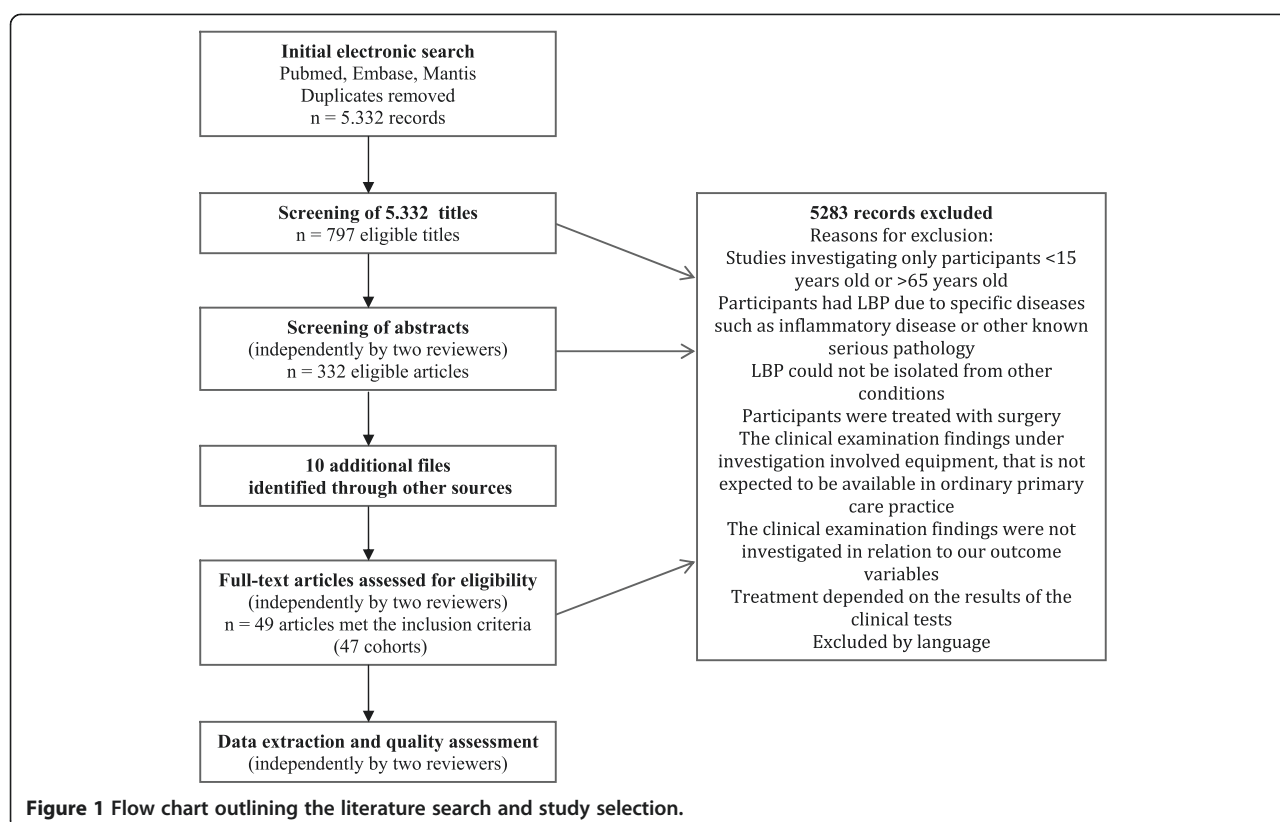 Initial electronic search
Pubmed, Embase, Mantis
Duplicates removed
n = 5.332 records
Screening of 5.332 titles
n = 797 eligible titles
Screening of abstracts
(independently by two reviewers)
n = 332 eligible articles
10 additional files
identified through other sources
Full-text articles assessed for eligibility
(independently by two reviewers)
n = 49 articles met the inclusion criteria
(47 cohorts)
Data extraction and quality assessment
(independently by two reviewers)
5283 records excluded
Reasons for exclusion:
Studies investigating only participants <15
years old or >65 years old
Participants had LBP due to specific diseases
such as inflammatory disease or other known
serious pathology
LBP could not be isolated from other
conditions
Participants were treated with surgery
The clinical examination findings under
investigation involved equipment, that is not
expected to be available in ordinary primary
care practice
The clinical examination findings were not
investigated in relation to our outcome
variables
Treatment depended on the results of the
clinical tests
Excluded by language
Figure 1 Flow chart outlining the literature search and study selection.